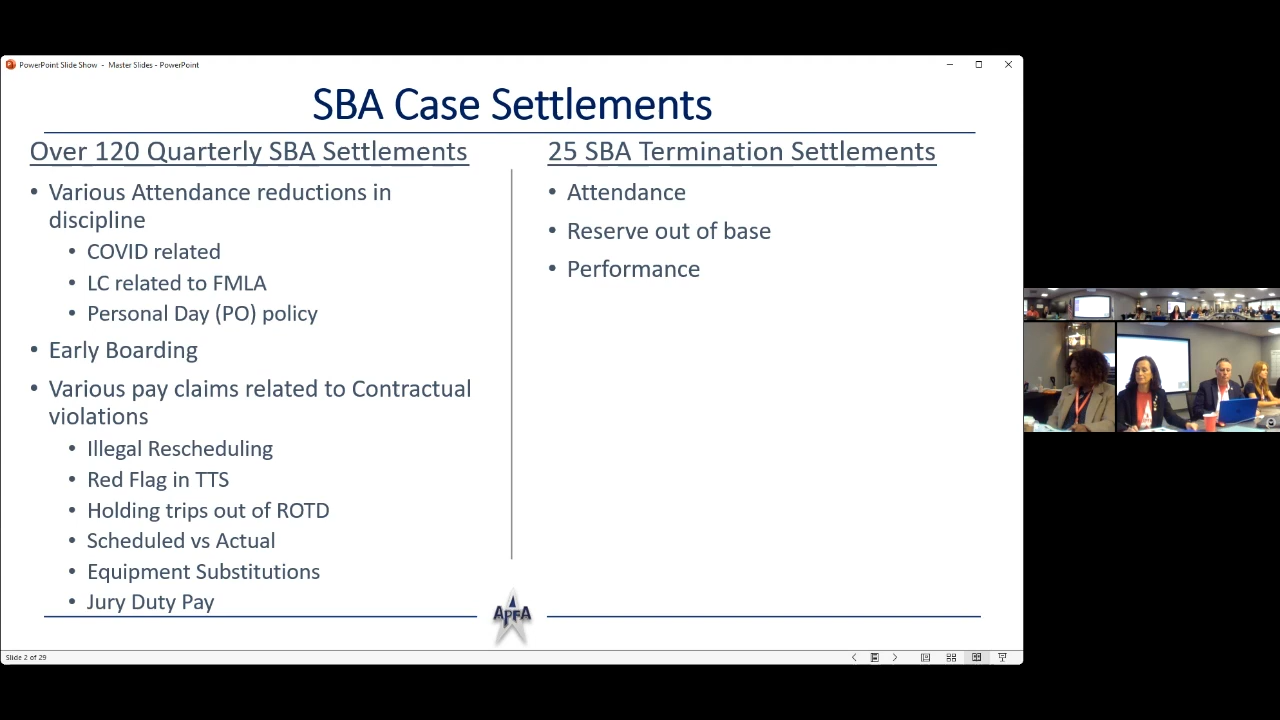 PowerPoint Slide Show - Master Slides - PowerPoint
SBA Case Settlements
Over 120 Quarterly SBA Settlements
• Various Attendance reductions in
discipline
• COVID related
• LC related to FMLA
• Personal Day (PO) policy
• Early Boarding
• Various pay claims related to Contractual
violations
• Illegal Rescheduling
• Red Flag in TTS
• Holding trips out of ROTD
• Scheduled vs Actual
• Equipment Substitutions
• Jury Duty Pay
25 SBA Termination Settlements
• Attendance
• Reserve out of base
• Performance
APFA
Slide 2 of 29